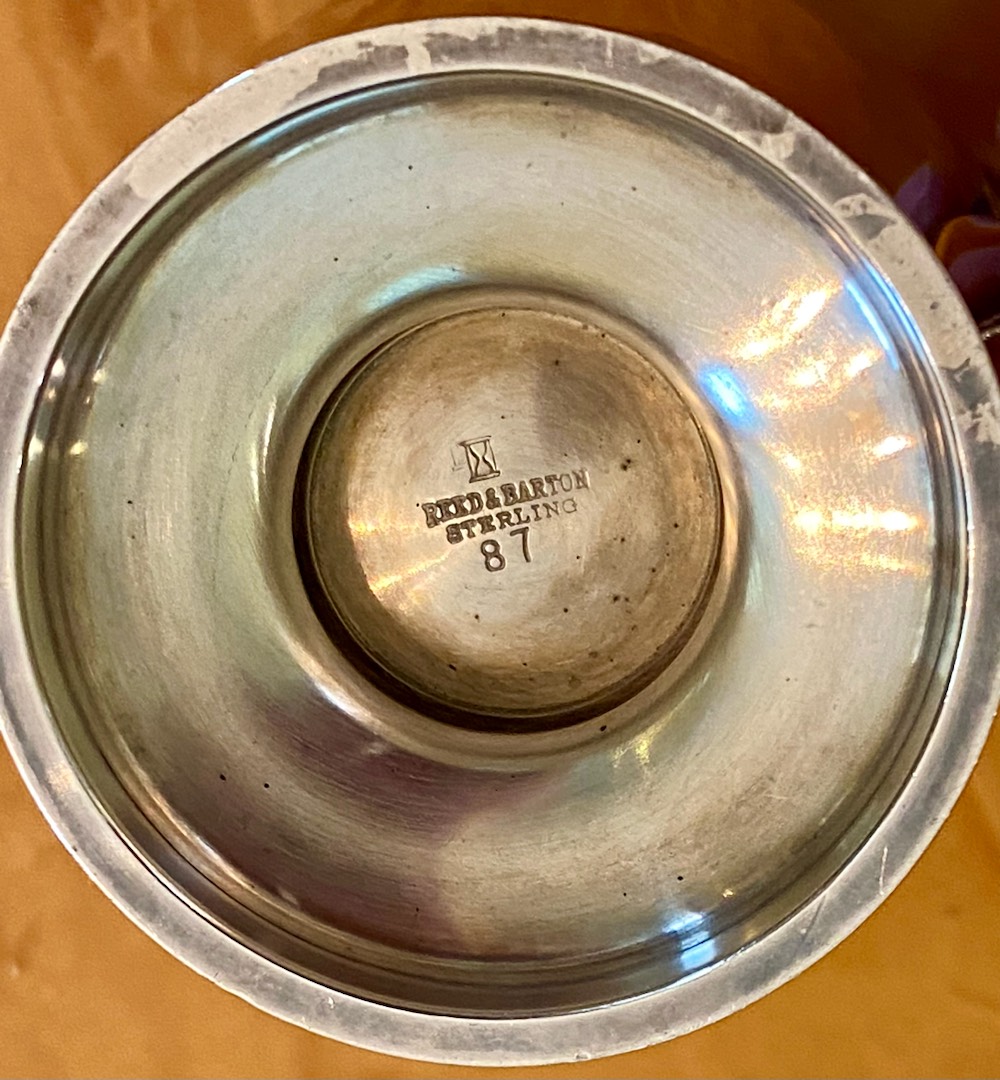 REED & BARTON
STERLING
87